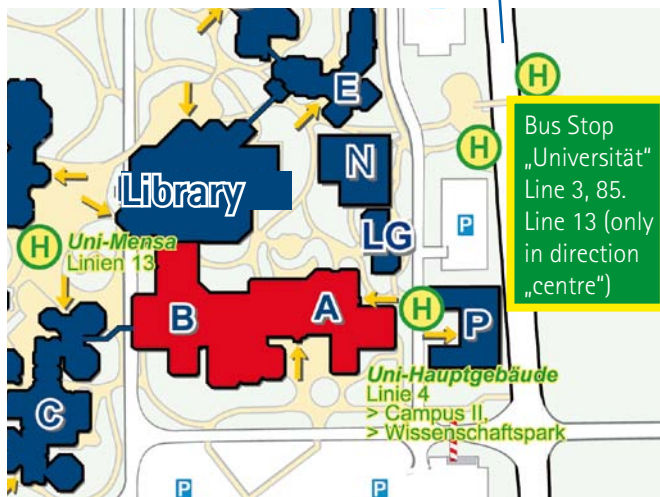 H
E
Bus Stop
„Universität“
Line 3, 85.
Line 13 (only
in direction
„centre“)
H
N
Library
P
LG
H
Uni-Mensa
Linien 13
B
A
H
P
Uni-Hauptgebäude
Linie 4
> Campus II,
> Wissenschaftspark
C
P
P
P